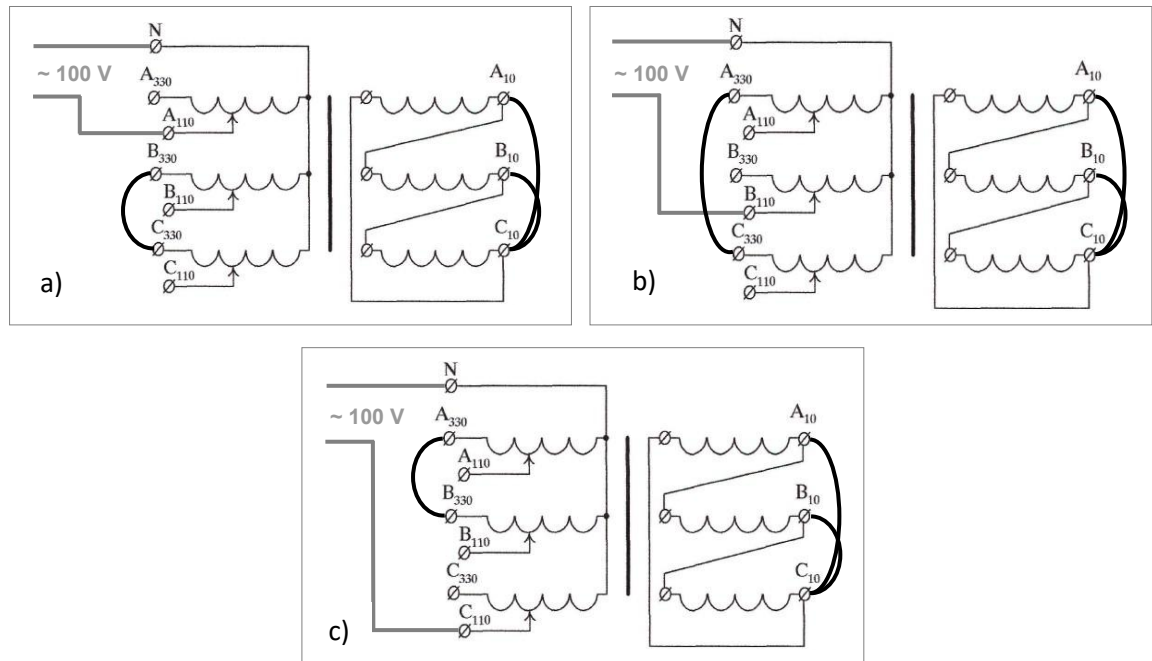 N
~ 100 V
A₃₃₀
A₁₁₀
B₃₃₀
B₁₁₀
C₃₃₀
C₁₁₀
A₁₀
B₁₀
C₁₀
a)
N
~ 100 V
A₃₃₀
A₁₁₀
B₃₃₀
B₁₁₀
C₃₃₀
C₁₁₀
A₁₀
B₁₀
C₁₀
b)
N
~ 100 V
A₃₃₀
A₁₁₀
B₃₃₀
B₁₁₀
C₃₃₀
C₁₁₀
A₁₀
B₁₀
C₁₀
c)